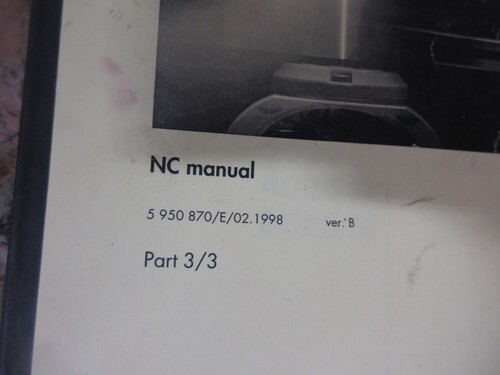 NC manual
5 950 870/E/02.1998 ver. B
Part 3/3